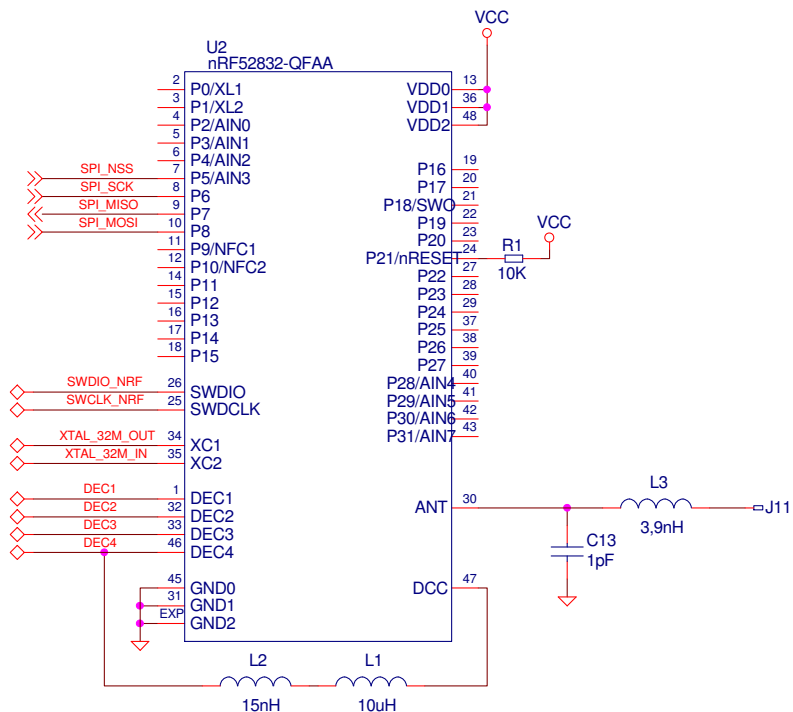 VCC
U2
nRF52832-QFAA
2 P0/XL1 VDD0 13
3 P1/XL2 VDD1 36
4 P2/AIN0 VDD2 48
5 P3/AIN1
6 P4/AIN2 P16 19
SPI_NSS 7 P5/AIN3 P17 20
SPI_SCK 8 P6 P18/SWO 21
SPI_MISO 9 P7 P19 22
SPI_MOSI 10 P8 P20 23
VCC
11 P9/NFC1 P21/nRESET 24 R1
10K
12 P10/NFC2 P22 27
14 P11 P23 28
15 P12 P24 29
16 P13 P25 37
17 P14 P26 38
18 P15 P27 39
SWDIO_NRF 26 SWDIO P28/AIN4 40
SWCLK_NRF 25 SWDCLK P29/AIN5 41
P30/AIN6 42
XTAL_32M_OUT 34 XC1 P31/AIN7 43
XTAL_32M_IN 35 XC2
DEC1 1 DEC1 ANT 30 L3 J11
3,9nH
DEC2 32 DEC2
DEC3 33 DEC3
DEC4 46 DEC4 C13
1pF
45 GND0 DCC 47
31 GND1
EXP GND2
L2 L1
15nH 10uH